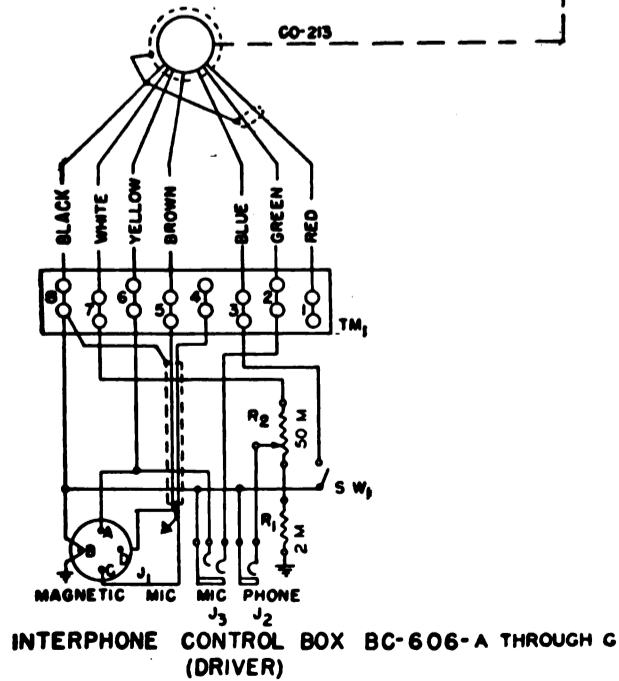 CO-213
BLACK WHITE YELLOW BROWN BLUE GREEN RED
8 7 6 5 4 3 2 1
TM1
R2 50 M
SW1
R1 2 M
A
B D
C
J1
MAGNETIC MIC MIC PHONE
J3 J2
INTERPHONE CONTROL BOX BC-606-A THROUGH G
(DRIVER)